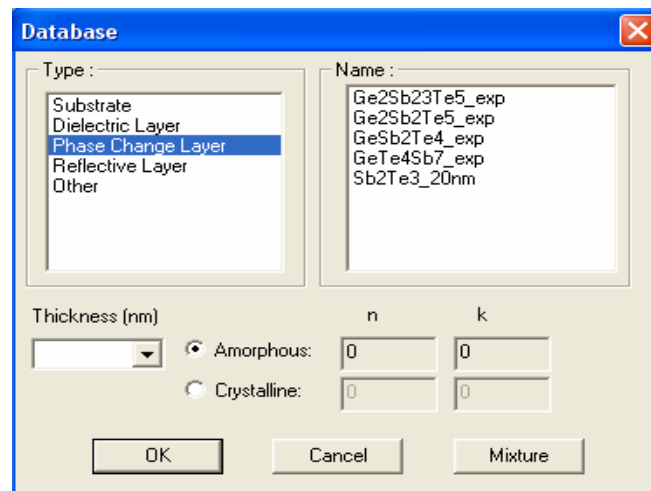 Database
Type :
Substrate
Dielectric Layer
Phase Change Layer
Reflective Layer
Other
Name :
Ge2Sb23Te5_exp
Ge2Sb2Te5_exp
GeSb2Te4_exp
GeTe4Sb7_exp
Sb2Te3_20nm
Thickness (nm)
n k
Amorphous: 0 0
Crystalline: 0 0
OK Cancel Mixture